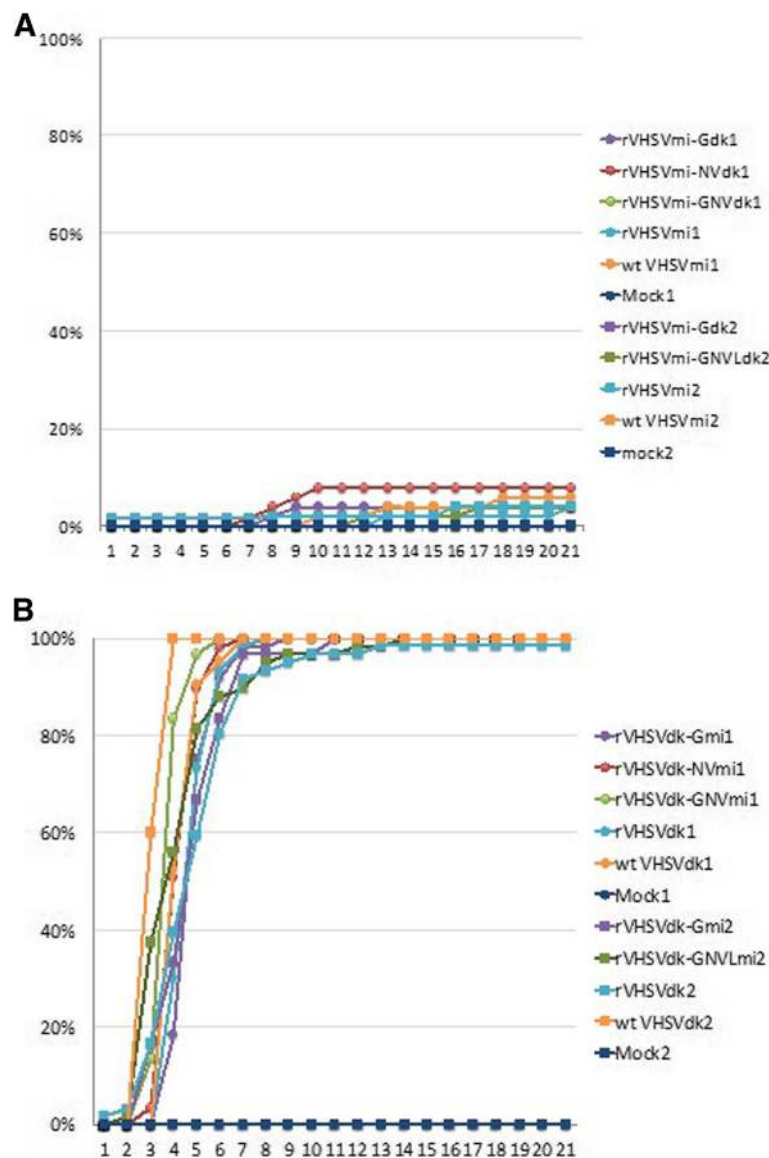 A
100%
80%
60%
40%
20%
0%
1 2 3 4 5 6 7 8 9 10 11 12 13 14 15 16 17 18 19 20 21
rVHSVmi-Gdk1
rVHSVmi-NVdk1
rVHSVmi-GNVdk1
rVHSVmi1
wt VHSVmi1
Mock1
rVHSVmi-Gdk2
rVHSVmi-GNVLdk2
rVHSVmi2
wt VHSVmi2
mock2
B
100%
80%
60%
40%
20%
0%
1 2 3 4 5 6 7 8 9 10 11 12 13 14 15 16 17 18 19 20 21
rVHSVdk-Gmi1
rVHSVdk-NVmi1
rVHSVdk-GNVmi1
rVHSVdk1
wt VHSVdk1
Mock1
rVHSVdk-Gmi2
rVHSVdk-GNVLmi2
rVHSVdk2
wt VHSVdk2
Mock2